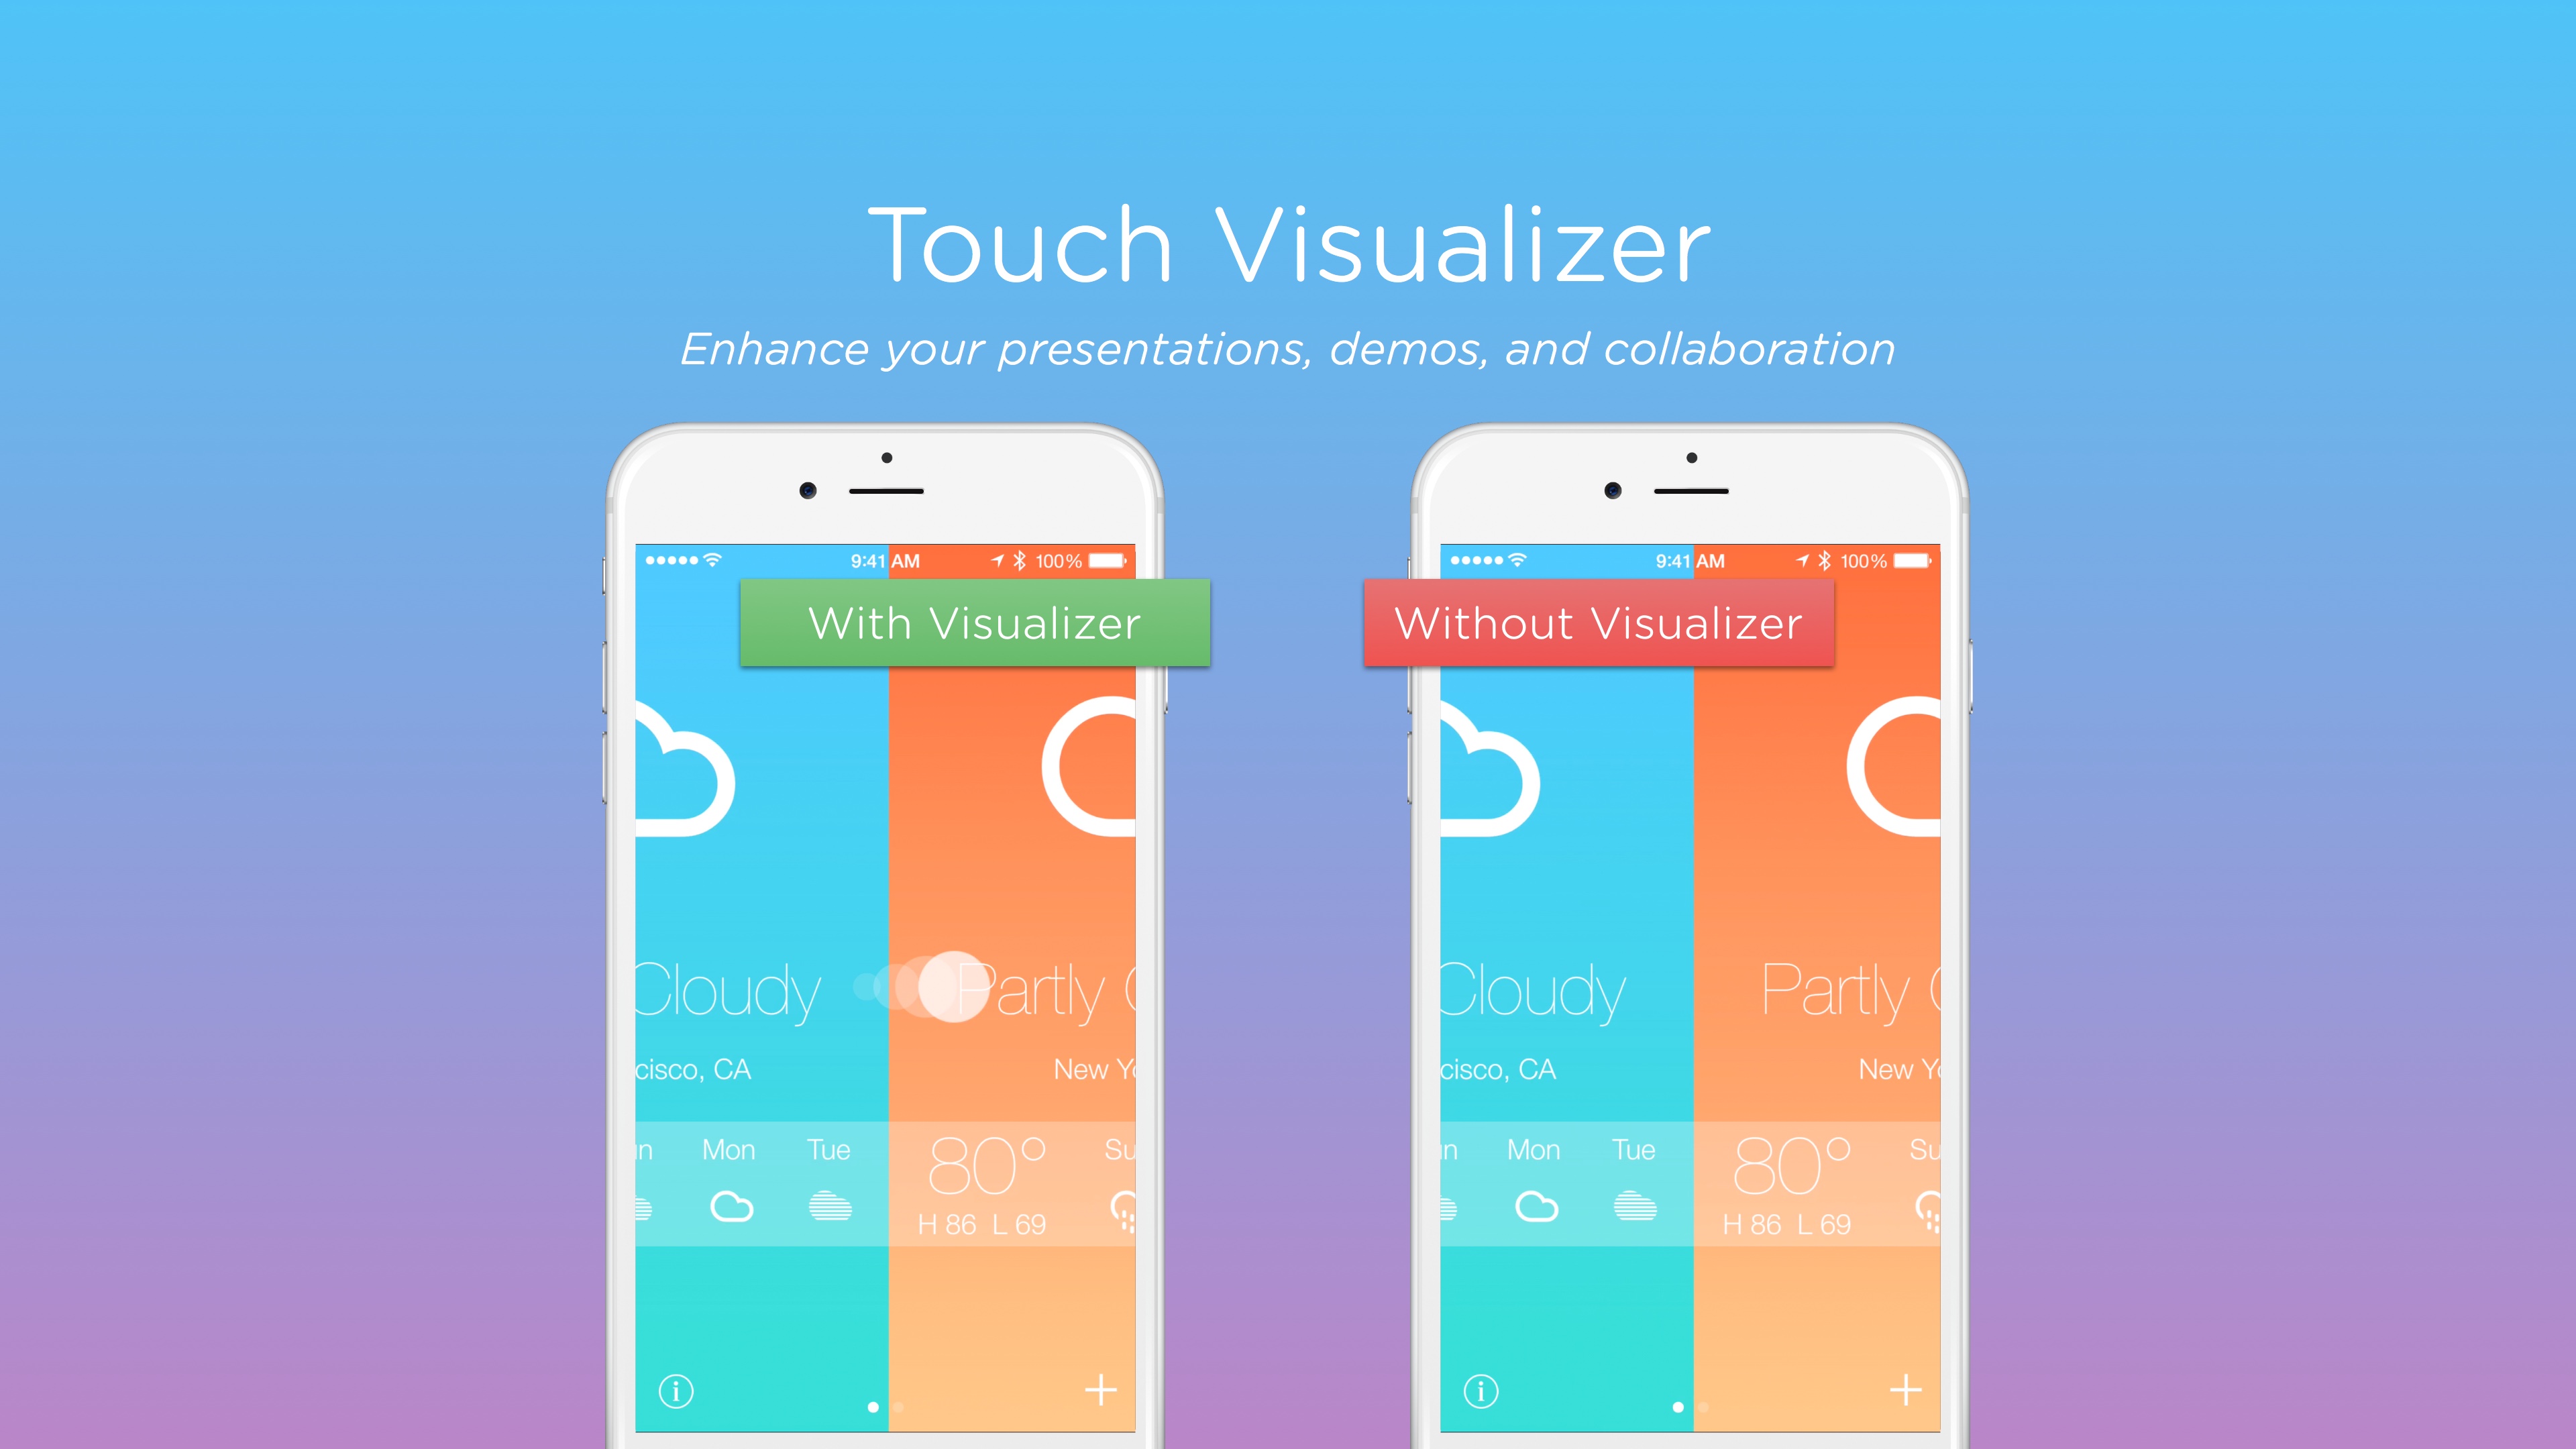 Touch Visualizer
Enhance your presentations, demos, and collaboration
9:41 AM 100%
With Visualizer
Cloudy Partly
cisco, CA New Yo
Mon Tue 80° Su
H 86 L 69
i
9:41 AM 100%
Without Visualizer
Cloudy Partly
cisco, CA New Yo
Mon Tue 80° Su
H 86 L 69
i